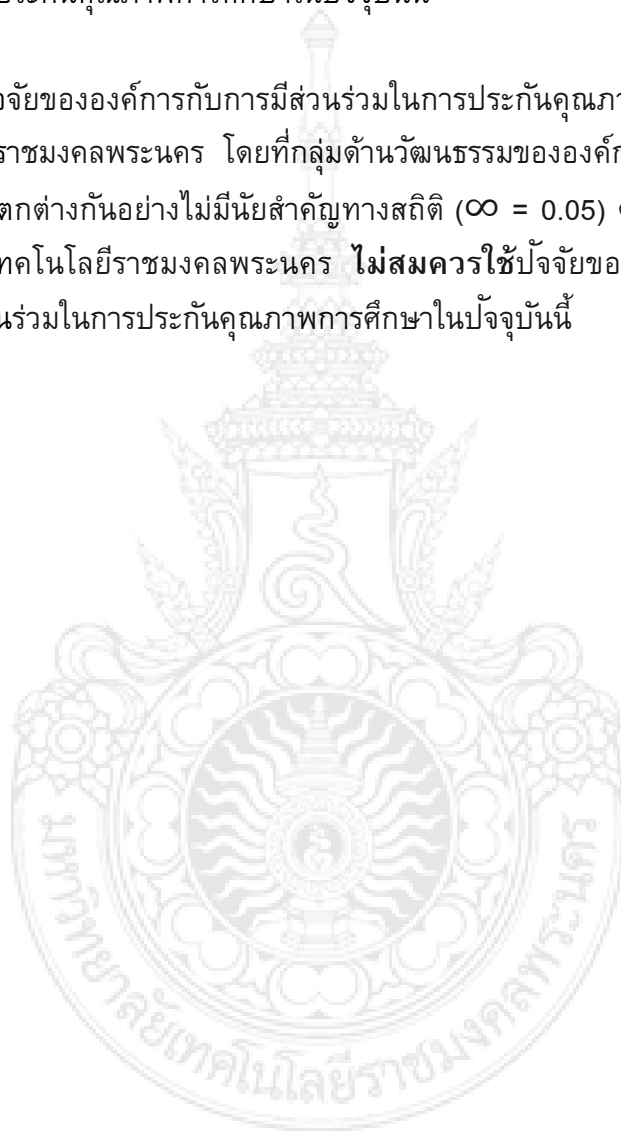 ประกันคุณภาพการศึกษาในปัจจุบันนี้
จจัยขององค์การกับการมีส่วนร่วมในการประกันคุณภา
ราชมงคลพระนคร โดยที่กลุ่มด้านวัฒนธรรมขององค์ก
ตกต่างกันอย่างไม่มีนัยสำคัญทางสถิติ (∞ = 0.05)
ทคโนโลยีราชมงคลพระนคร ไม่สมควรใช้ปัจจัยขอ
นร่วมในการประกันคุณภาพการศึกษาในปัจจุบันนี้
มหาวิทยาลัยเทคโนโลยีราชมงคลพระนคร